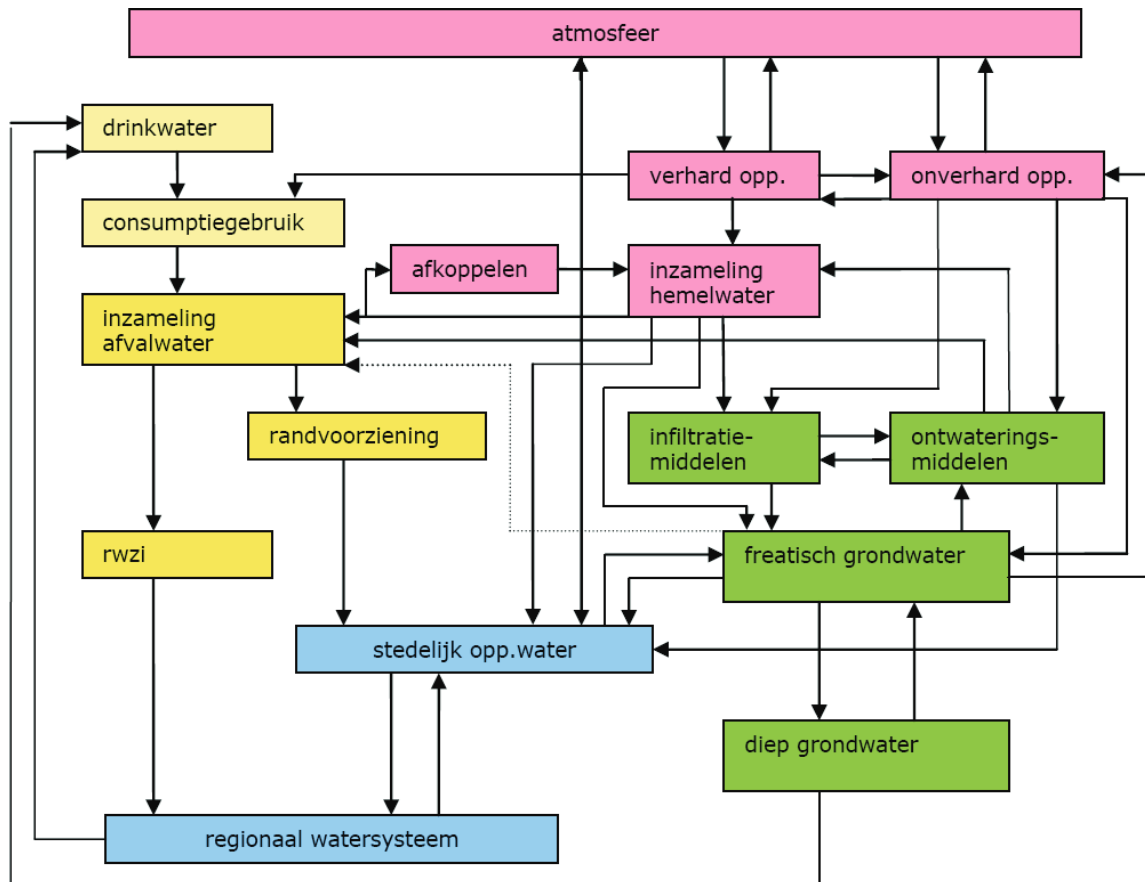 atmosfeer
drinkwater
verhard opp.
onverhard opp.
consumptiegebruik
afkoppelen
inzameling
hemelwater
inzameling
afvalwater
randvoorziening
infiltratie-
middelen
ontwaterings-
middelen
rwzi
freatisch grondwater
stedelijk opp.water
diep grondwater
regionaal watersysteem